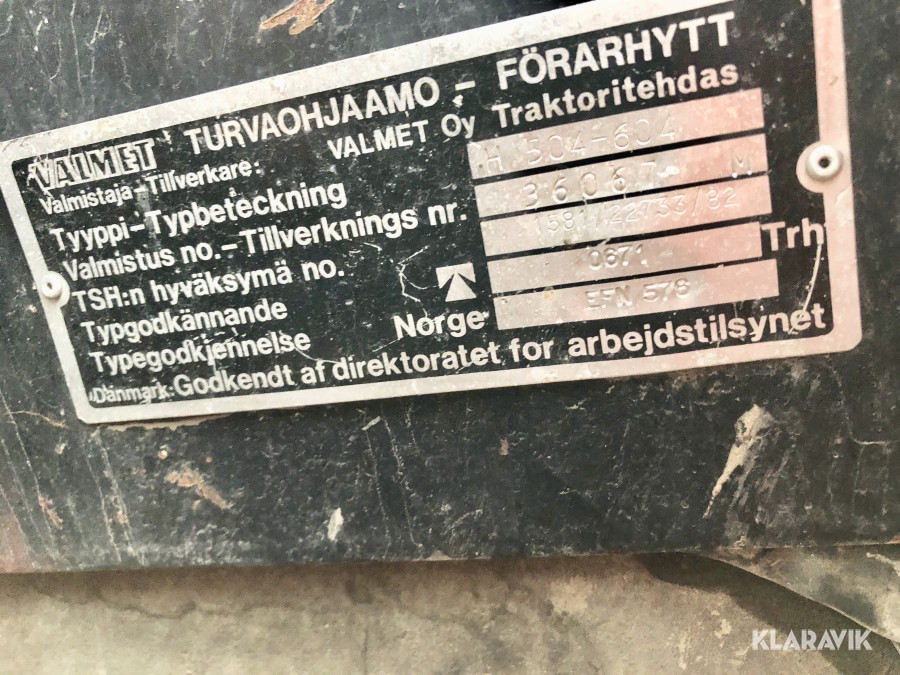 VALMET TURVAOHJAAMO - FÖRARHYTT
Valmistaja-Tillverkare: VALMET Oy Traktoritehdas
Tyyppi-Typbeteckning H 504-604
Valmistus no.-Tillverknings nr. 36067 M
TSH:n hyväksymä no. 1581/22733/82
Typgodkännande 0671 Trh
Typegodkjennelse Norge EFN 578
Danmark: Godkendt af direktoratet for arbejdstilsynet
KLARAVIK